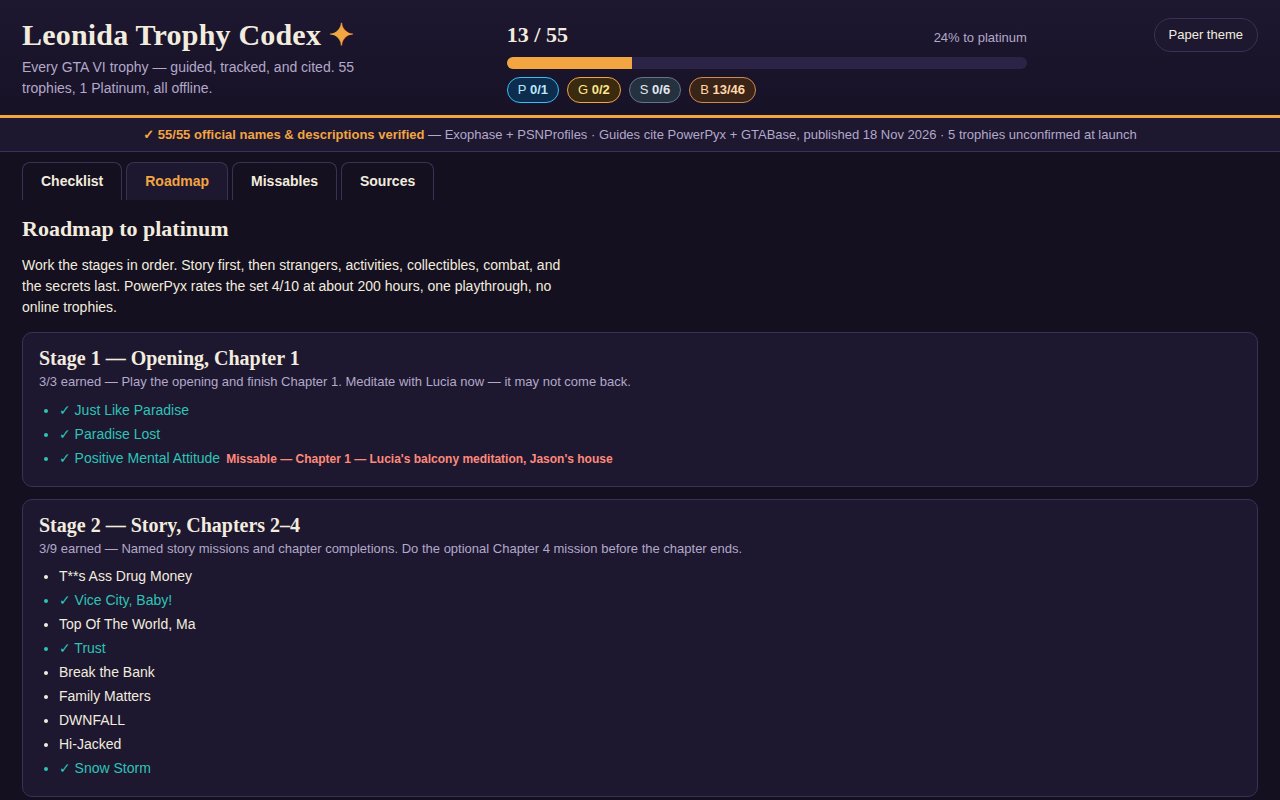 Leonida Trophy Codex ✦
Every GTA VI trophy — guided, tracked, and cited. 55
trophies, 1 Platinum, all offline.
13 / 55
24% to platinum
P 0/1
G 0/2
S 0/6
B 13/46
Paper theme
✓ 55/55 official names & descriptions verified — Exophase + PSNProfiles · Guides cite PowerPyx + GTABase, published 18 Nov 2026 · 5 trophies unconfirmed at launch
Checklist
Roadmap
Missables
Sources
Roadmap to platinum
Work the stages in order. Story first, then strangers, activities, collectibles, combat, and
the secrets last. PowerPyx rates the set 4/10 at about 200 hours, one playthrough, no
online trophies.
Stage 1 — Opening, Chapter 1
3/3 earned — Play the opening and finish Chapter 1. Meditate with Lucia now — it may not come back.
• ✓ Just Like Paradise
• ✓ Paradise Lost
• ✓ Positive Mental Attitude Missable — Chapter 1 — Lucia's balcony meditation, Jason's house
Stage 2 — Story, Chapters 2–4
3/9 earned — Named story missions and chapter completions. Do the optional Chapter 4 mission before the chapter ends.
• T**s Ass Drug Money
• ✓ Vice City, Baby!
• Top Of The World, Ma
• ✓ Trust
• Break the Bank
• Family Matters
• DWNFALL
• Hi-Jacked
• ✓ Snow Storm